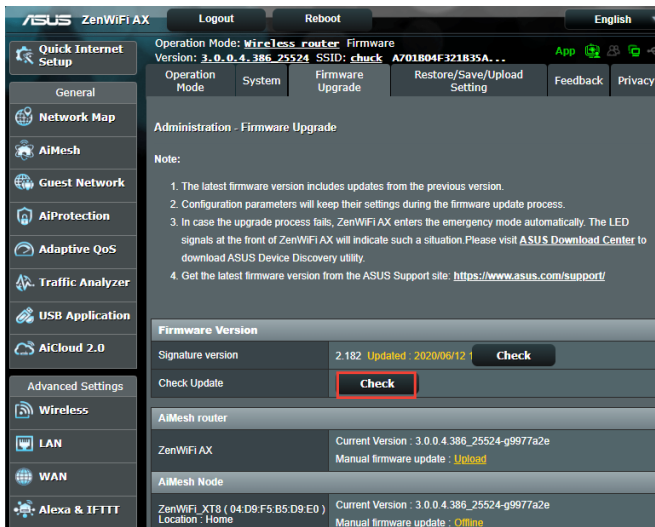 ASUS ZenWiFi AX Logout Reboot English
Quick Internet Setup
General
Network Map
AiMesh
Guest Network
AiProtection
Adaptive QoS
Traffic Analyzer
USB Application
AiCloud 2.0
Advanced Settings
Wireless
LAN
WAN
Alexa & IFTTT
Operation Mode: Wireless router Firmware
Version: 3.0.0.4.386_25524 SSID: chuck A701B04F321B35A...
App
Operation Mode System Firmware Upgrade Restore/Save/Upload Setting Feedback Privacy
Administration - Firmware Upgrade
Note:
1. The latest firmware version includes updates from the previous version.
2. Configuration parameters will keep their settings during the firmware update process.
3. In case the upgrade process fails, ZenWiFi AX enters the emergency mode automatically. The LED
signals at the front of ZenWiFi AX will indicate such a situation.Please visit ASUS Download Center to
download ASUS Device Discovery utility.
4. Get the latest firmware version from the ASUS Support site: https://www.asus.com/support/
Firmware Version
Signature version 2.182 Updated : 2020/06/12 1 Check
Check Update Check
AiMesh router
ZenWiFi AX
Current Version : 3.0.0.4.386_25524-g9977a2e
Manual firmware update : Upload
AiMesh Node
ZenWiFi_XT8 ( 04:D9:F5:B5:D9:E0 )
Location : Home
Current Version : 3.0.0.4.386_25524-g9977a2e
Manual firmware update : Offline